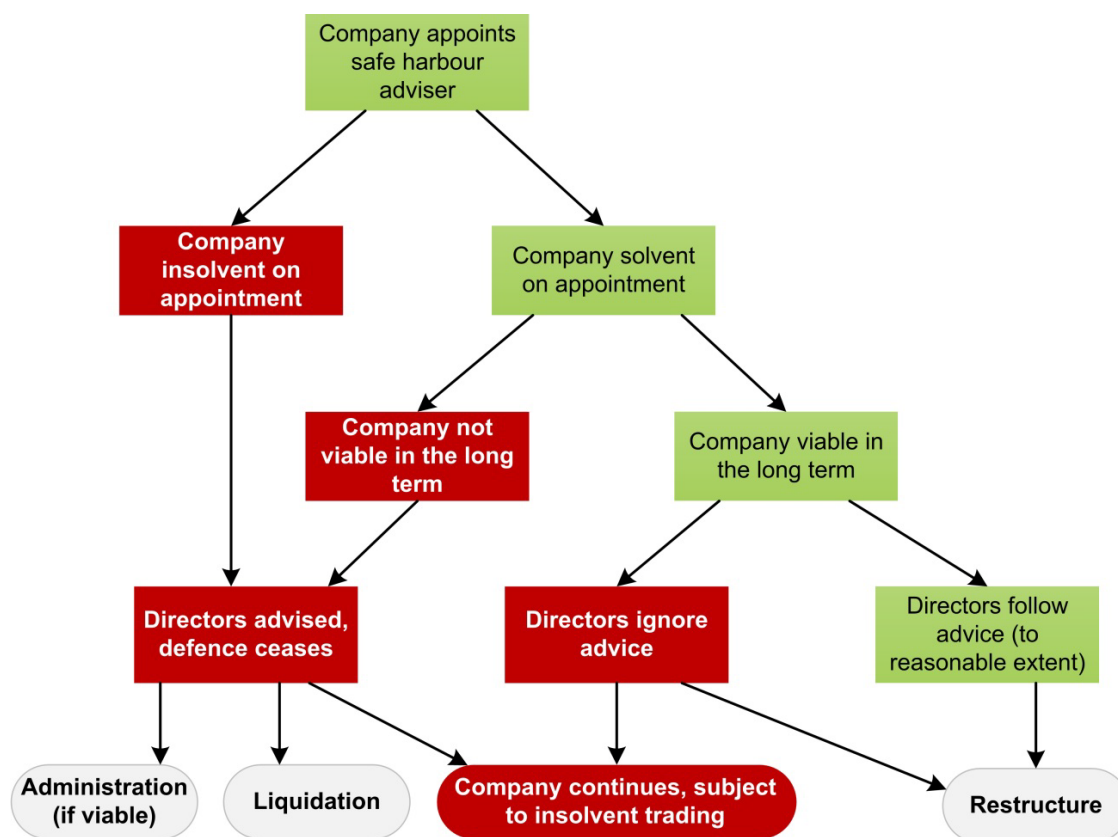 Company appoints
safe harbour
adviser
Company
insolvent on
appointment
Company solvent
on appointment
Company not
viable in the long
term
Company viable in
the long term
Directors advised,
defence ceases
Directors ignore
advice
Directors follow
advice (to
reasonable extent)
Administration
(if viable)
Liquidation
Company continues, subject
to insolvent trading
Restructure